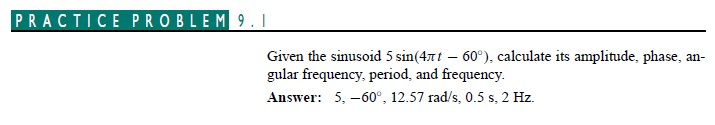 PRACTICE PROBLEM 9.1
Given the sinusoid 5 sin(4πt − 60°), calculate its amplitude, phase, an-
gular frequency, period, and frequency.
Answer: 5, −60°, 12.57 rad/s, 0.5 s, 2 Hz.